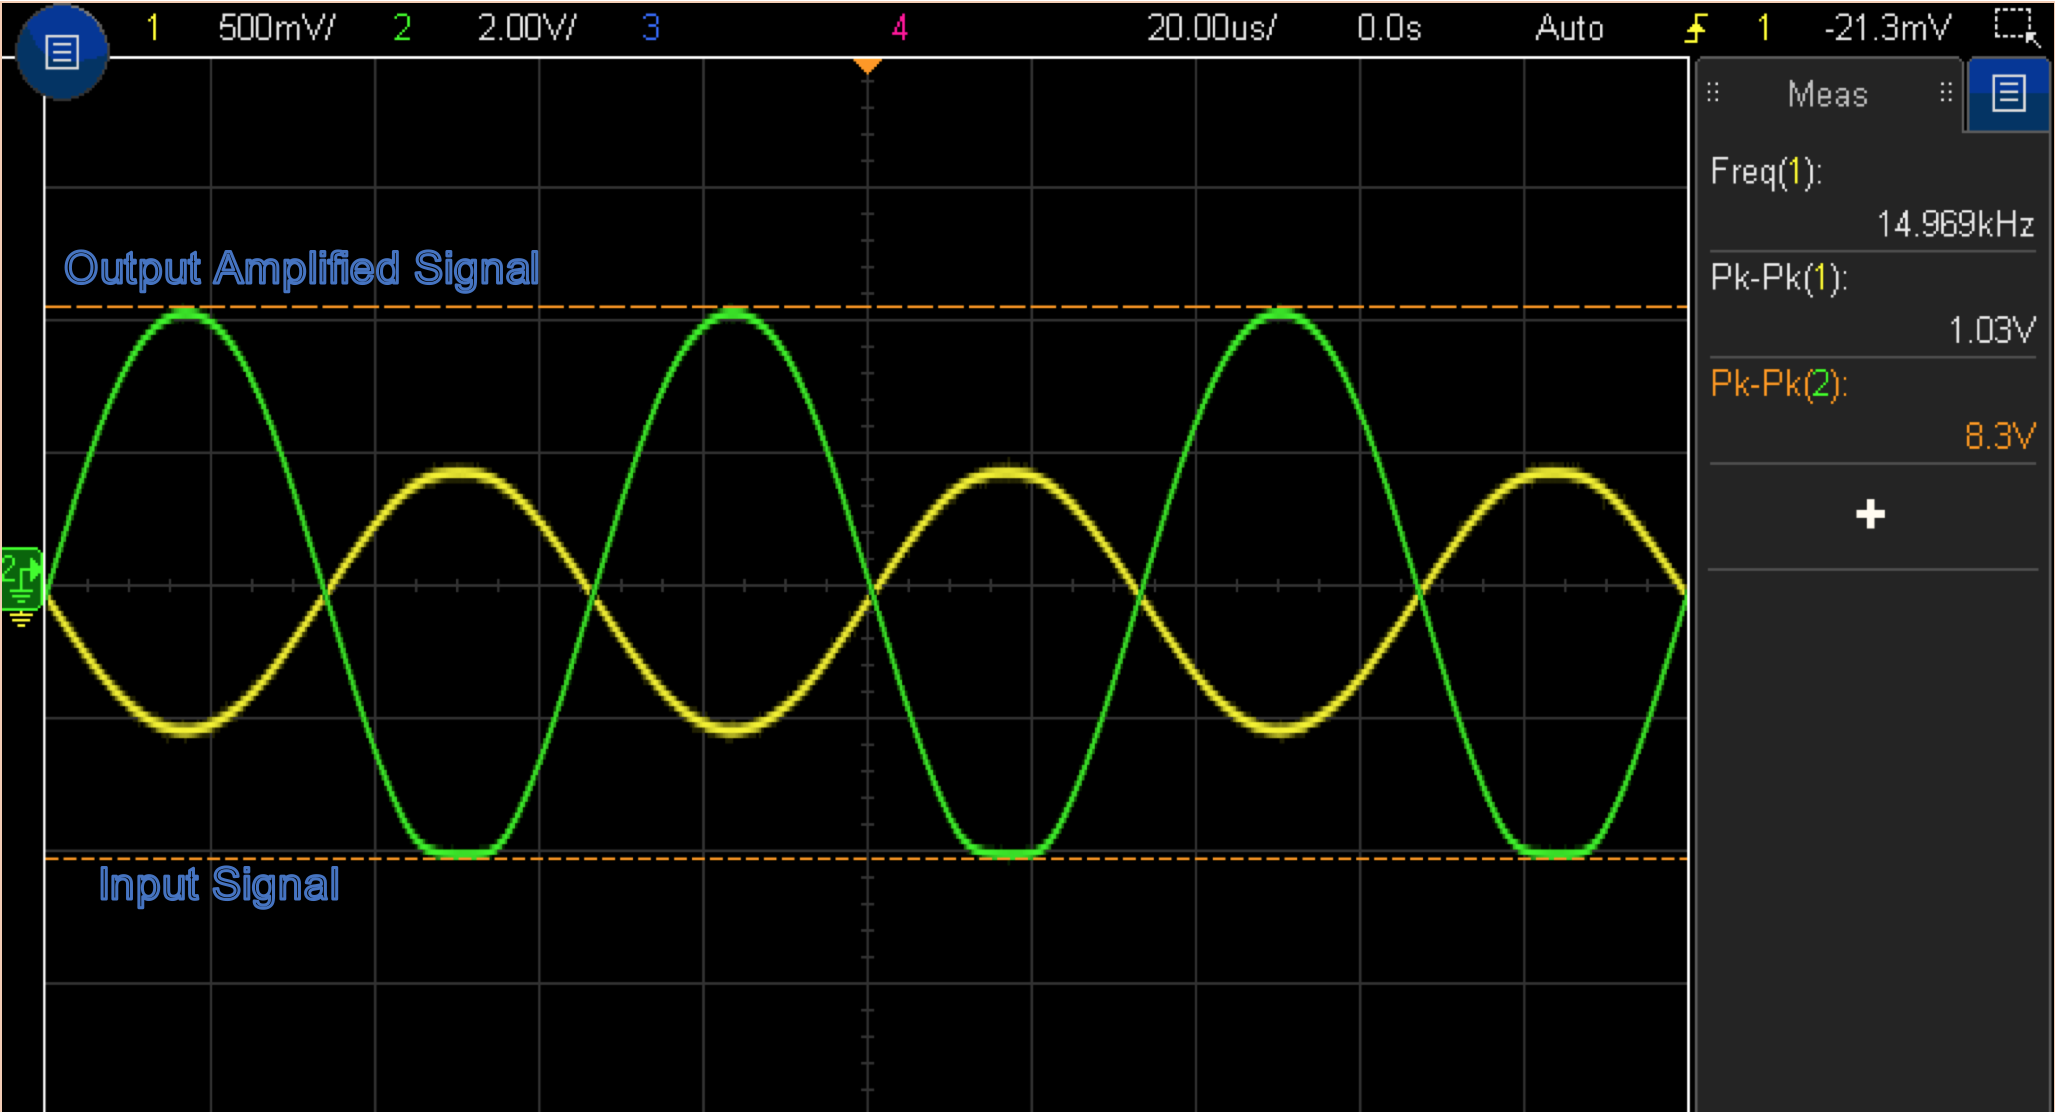 1 500mV/ 2 2.00V/ 3 4 20.00us/ 0.0s Auto 1 -21.3mV
Meas
Freq(1):
14.969kHz
Output Amplified Signal
Pk-Pk(1):
1.03V
Pk-Pk(2):
8.3V
2
Input Signal